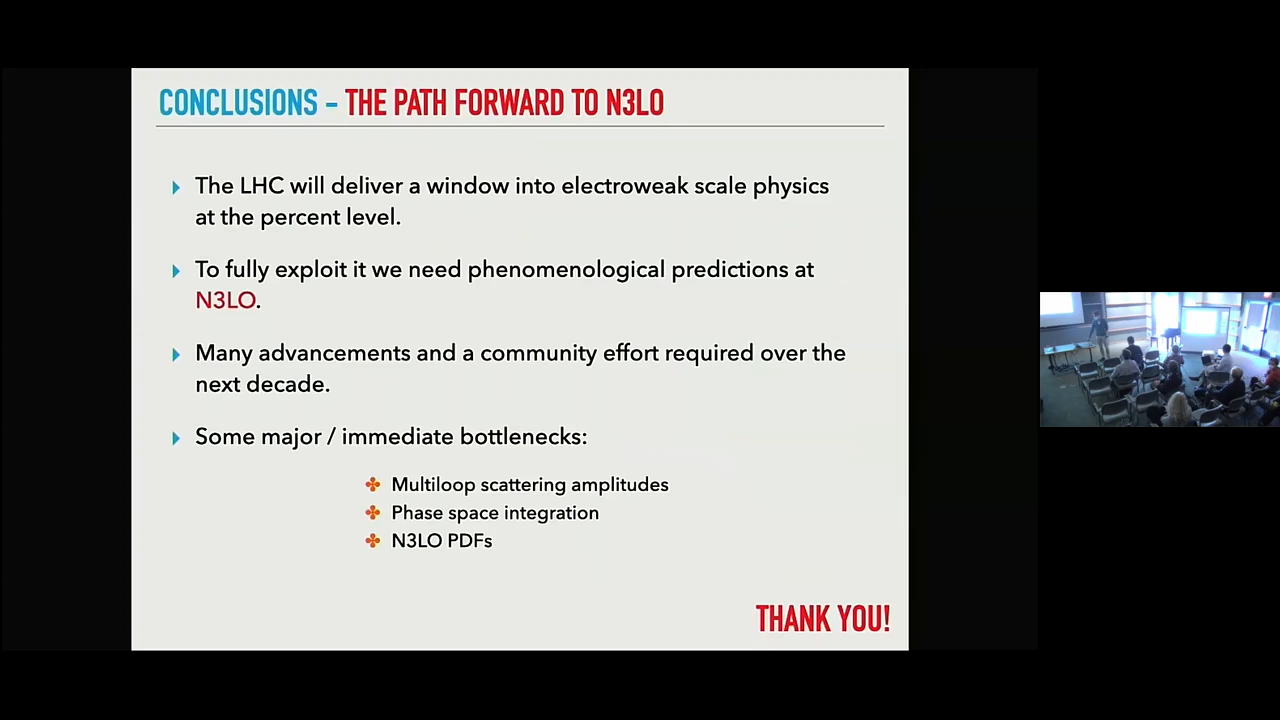 CONCLUSIONS – THE PATH FORWARD TO N3LO
The LHC will deliver a window into electroweak scale physics
at the percent level.
To fully exploit it we need phenomenological predictions at
N3LO.
Many advancements and a community effort required over the
next decade.
Some major / immediate bottlenecks:
Multiloop scattering amplitudes
Phase space integration
N3LO PDFs
THANK YOU!